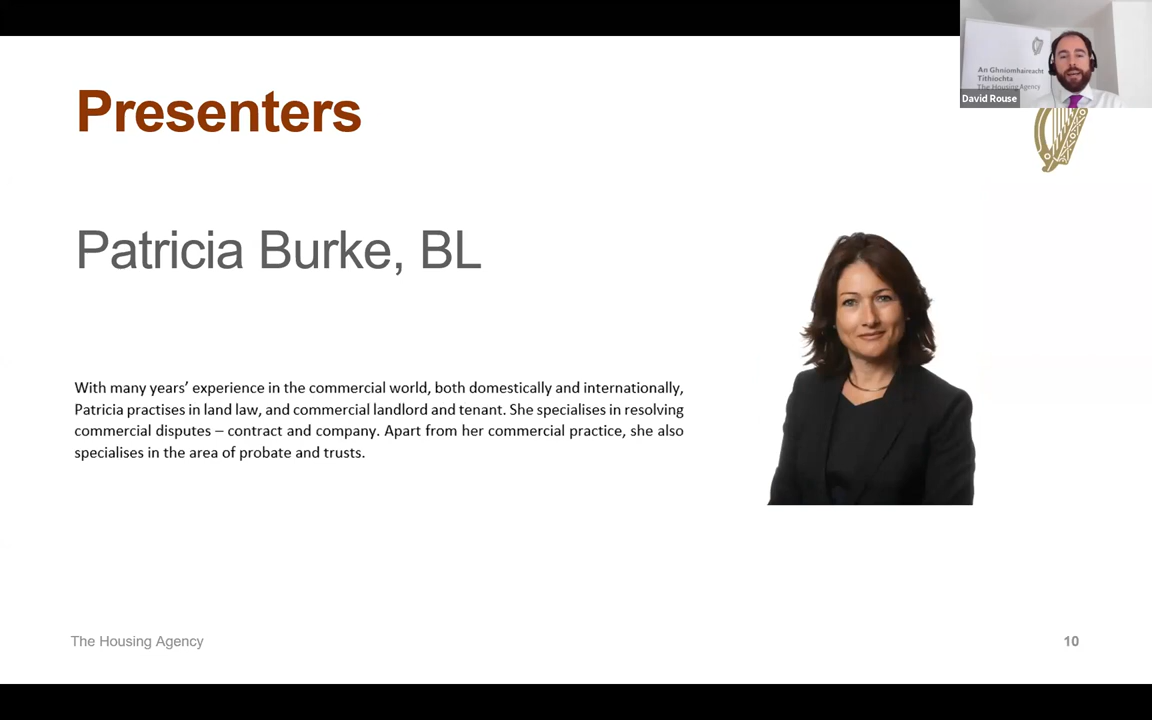 Presenters
An Ghníomhaireacht
Tithíochta
The Housing Agency
David Rouse
Patricia Burke, BL
With many years’ experience in the commercial world, both domestically and internationally,
Patricia practises in land law, and commercial landlord and tenant. She specialises in resolving
commercial disputes – contract and company. Apart from her commercial practice, she also
specialises in the area of probate and trusts.
The Housing Agency
10